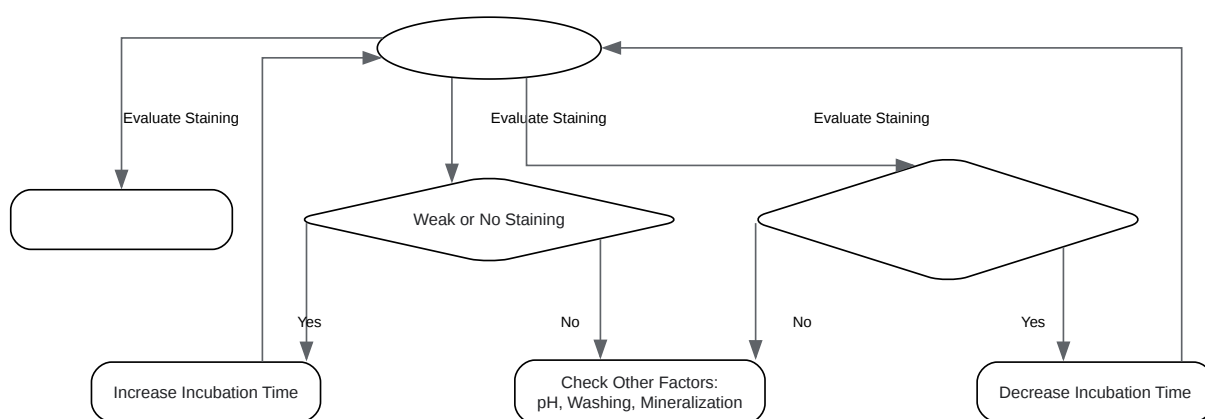 Evaluate Staining
Evaluate Staining
Evaluate Staining
Weak or No Staining
Yes
No
No
Yes
Increase Incubation Time
Check Other Factors:
pH, Washing, Mineralization
Decrease Incubation Time